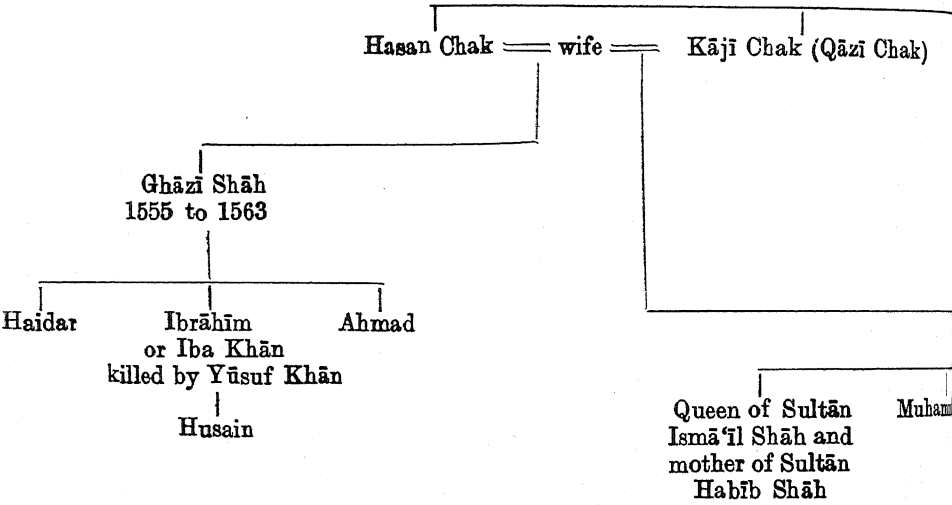 Hasan Chak wife Kājī Chak (Qāzī Chak)
Ghāzī Shāh
1555 to 1563
Haidar
Ibrāhīm
or Iba Khān
killed by Yūsuf Khān
Ahmad
Husain
Queen of Sultān
Ismā‘īl Shāh and
mother of Sultān
Habīb Shāh